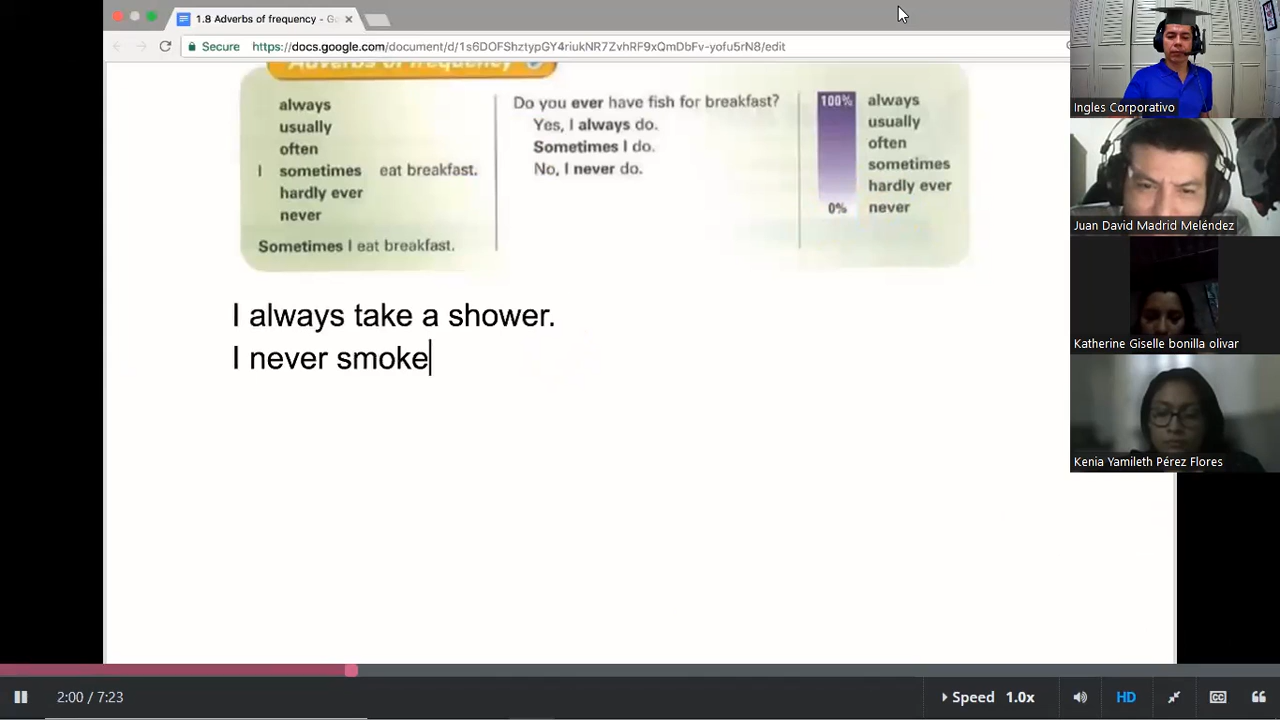 1.8 Adverbs of frequency - G
Secure https://docs.google.com/document/d/1s6DOFShztypGY4riukNR7ZvhRF9xQmDbFv-yofu5rN8/edit
Adverbs of frequency
always
usually
often
I sometimes eat breakfast.
hardly ever
never
Sometimes I eat breakfast.
Do you ever have fish for breakfast?
Yes, I always do.
Sometimes I do.
No, I never do.
100% always
usually
often
sometimes
hardly ever
0% never
I always take a shower.
I never smoke
Ingles Corporativo
Juan David Madrid Meléndez
Katherine Giselle bonilla olivar
Kenia Yamileth Pérez Flores
2:00 / 7:23
Speed 1.0x
HD
CC